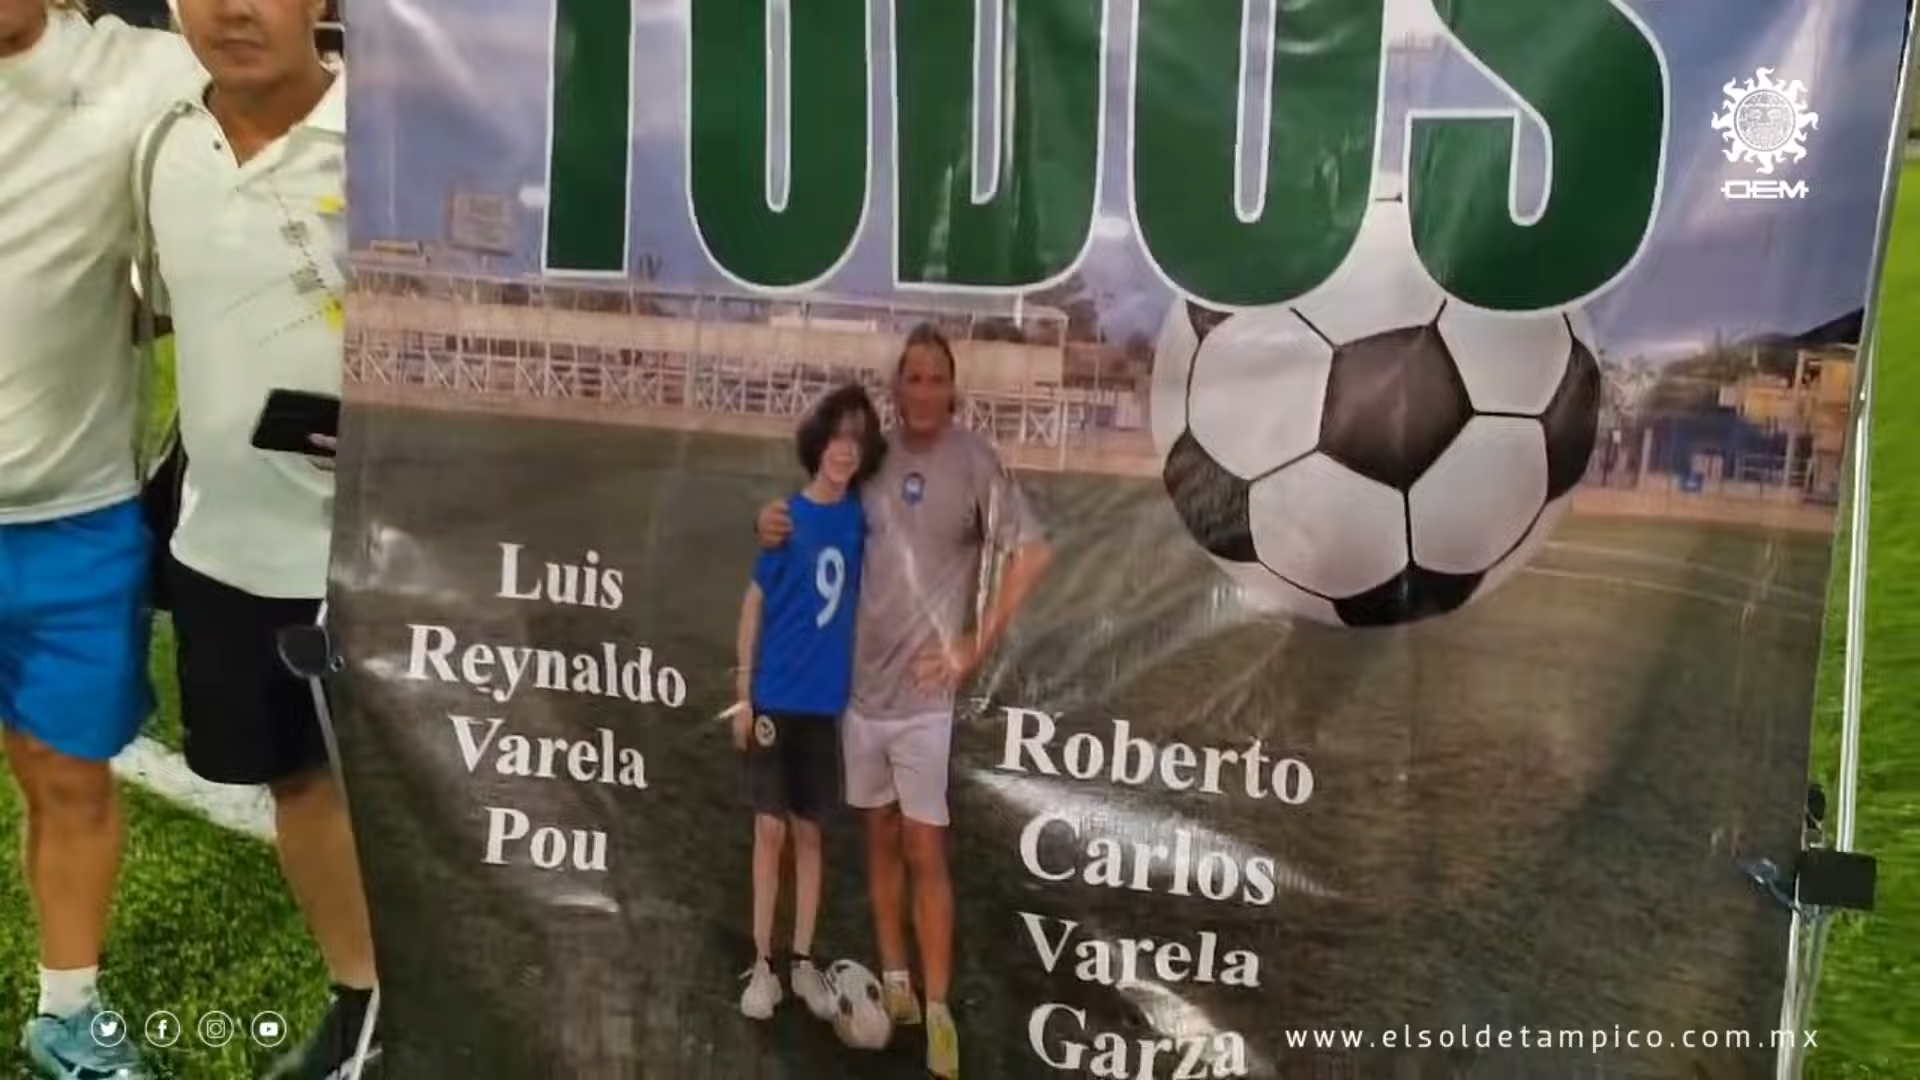 TODOS
OEM
9
Luis
Reynaldo
Varela
Pou
Roberto
Carlos
Varela
Garza
www.elsoldetampico.com.mx